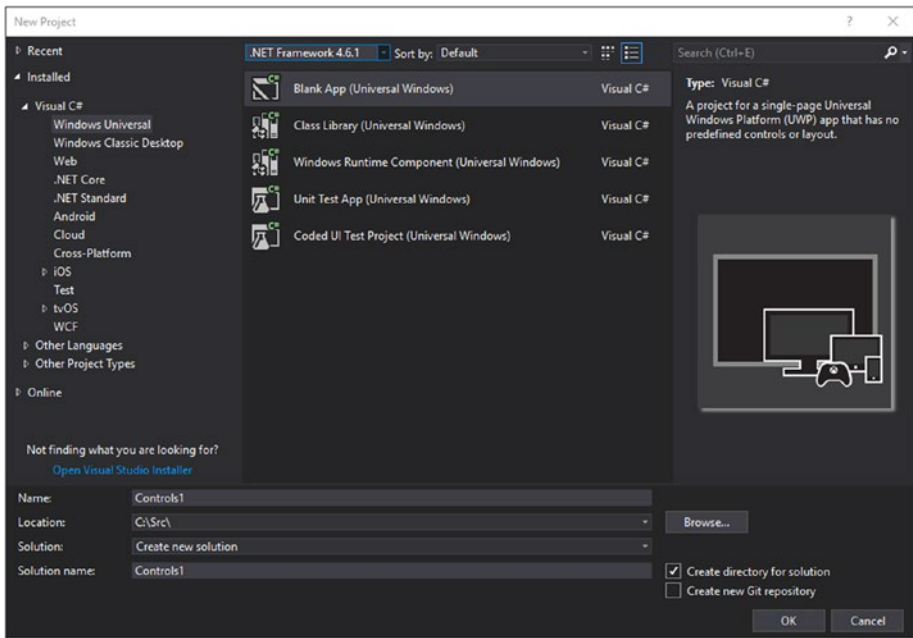 New Project
Recent
Installed
Visual C#
Windows Universal
Windows Classic Desktop
Web
.NET Core
.NET Standard
Android
Cloud
Cross-Platform
iOS
Test
tvOS
WCF
Other Languages
Other Project Types
Online
Not finding what you are looking for?
Open Visual Studio Installer
.NET Framework 4.6.1 Sort by: Default
Blank App (Universal Windows) Visual C#
Class Library (Universal Windows) Visual C#
Windows Runtime Component (Universal Windows) Visual C#
Unit Test App (Universal Windows) Visual C#
Coded UI Test Project (Universal Windows) Visual C#
Search (Ctrl+E)
Type: Visual C#
A project for a single-page Universal
Windows Platform (UWP) app that has no
predefined controls or layout.
Name: Controls1
Location: C:\Src\
Browse...
Solution: Create new solution
Solution name: Controls1
Create directory for solution
Create new Git repository
OK Cancel